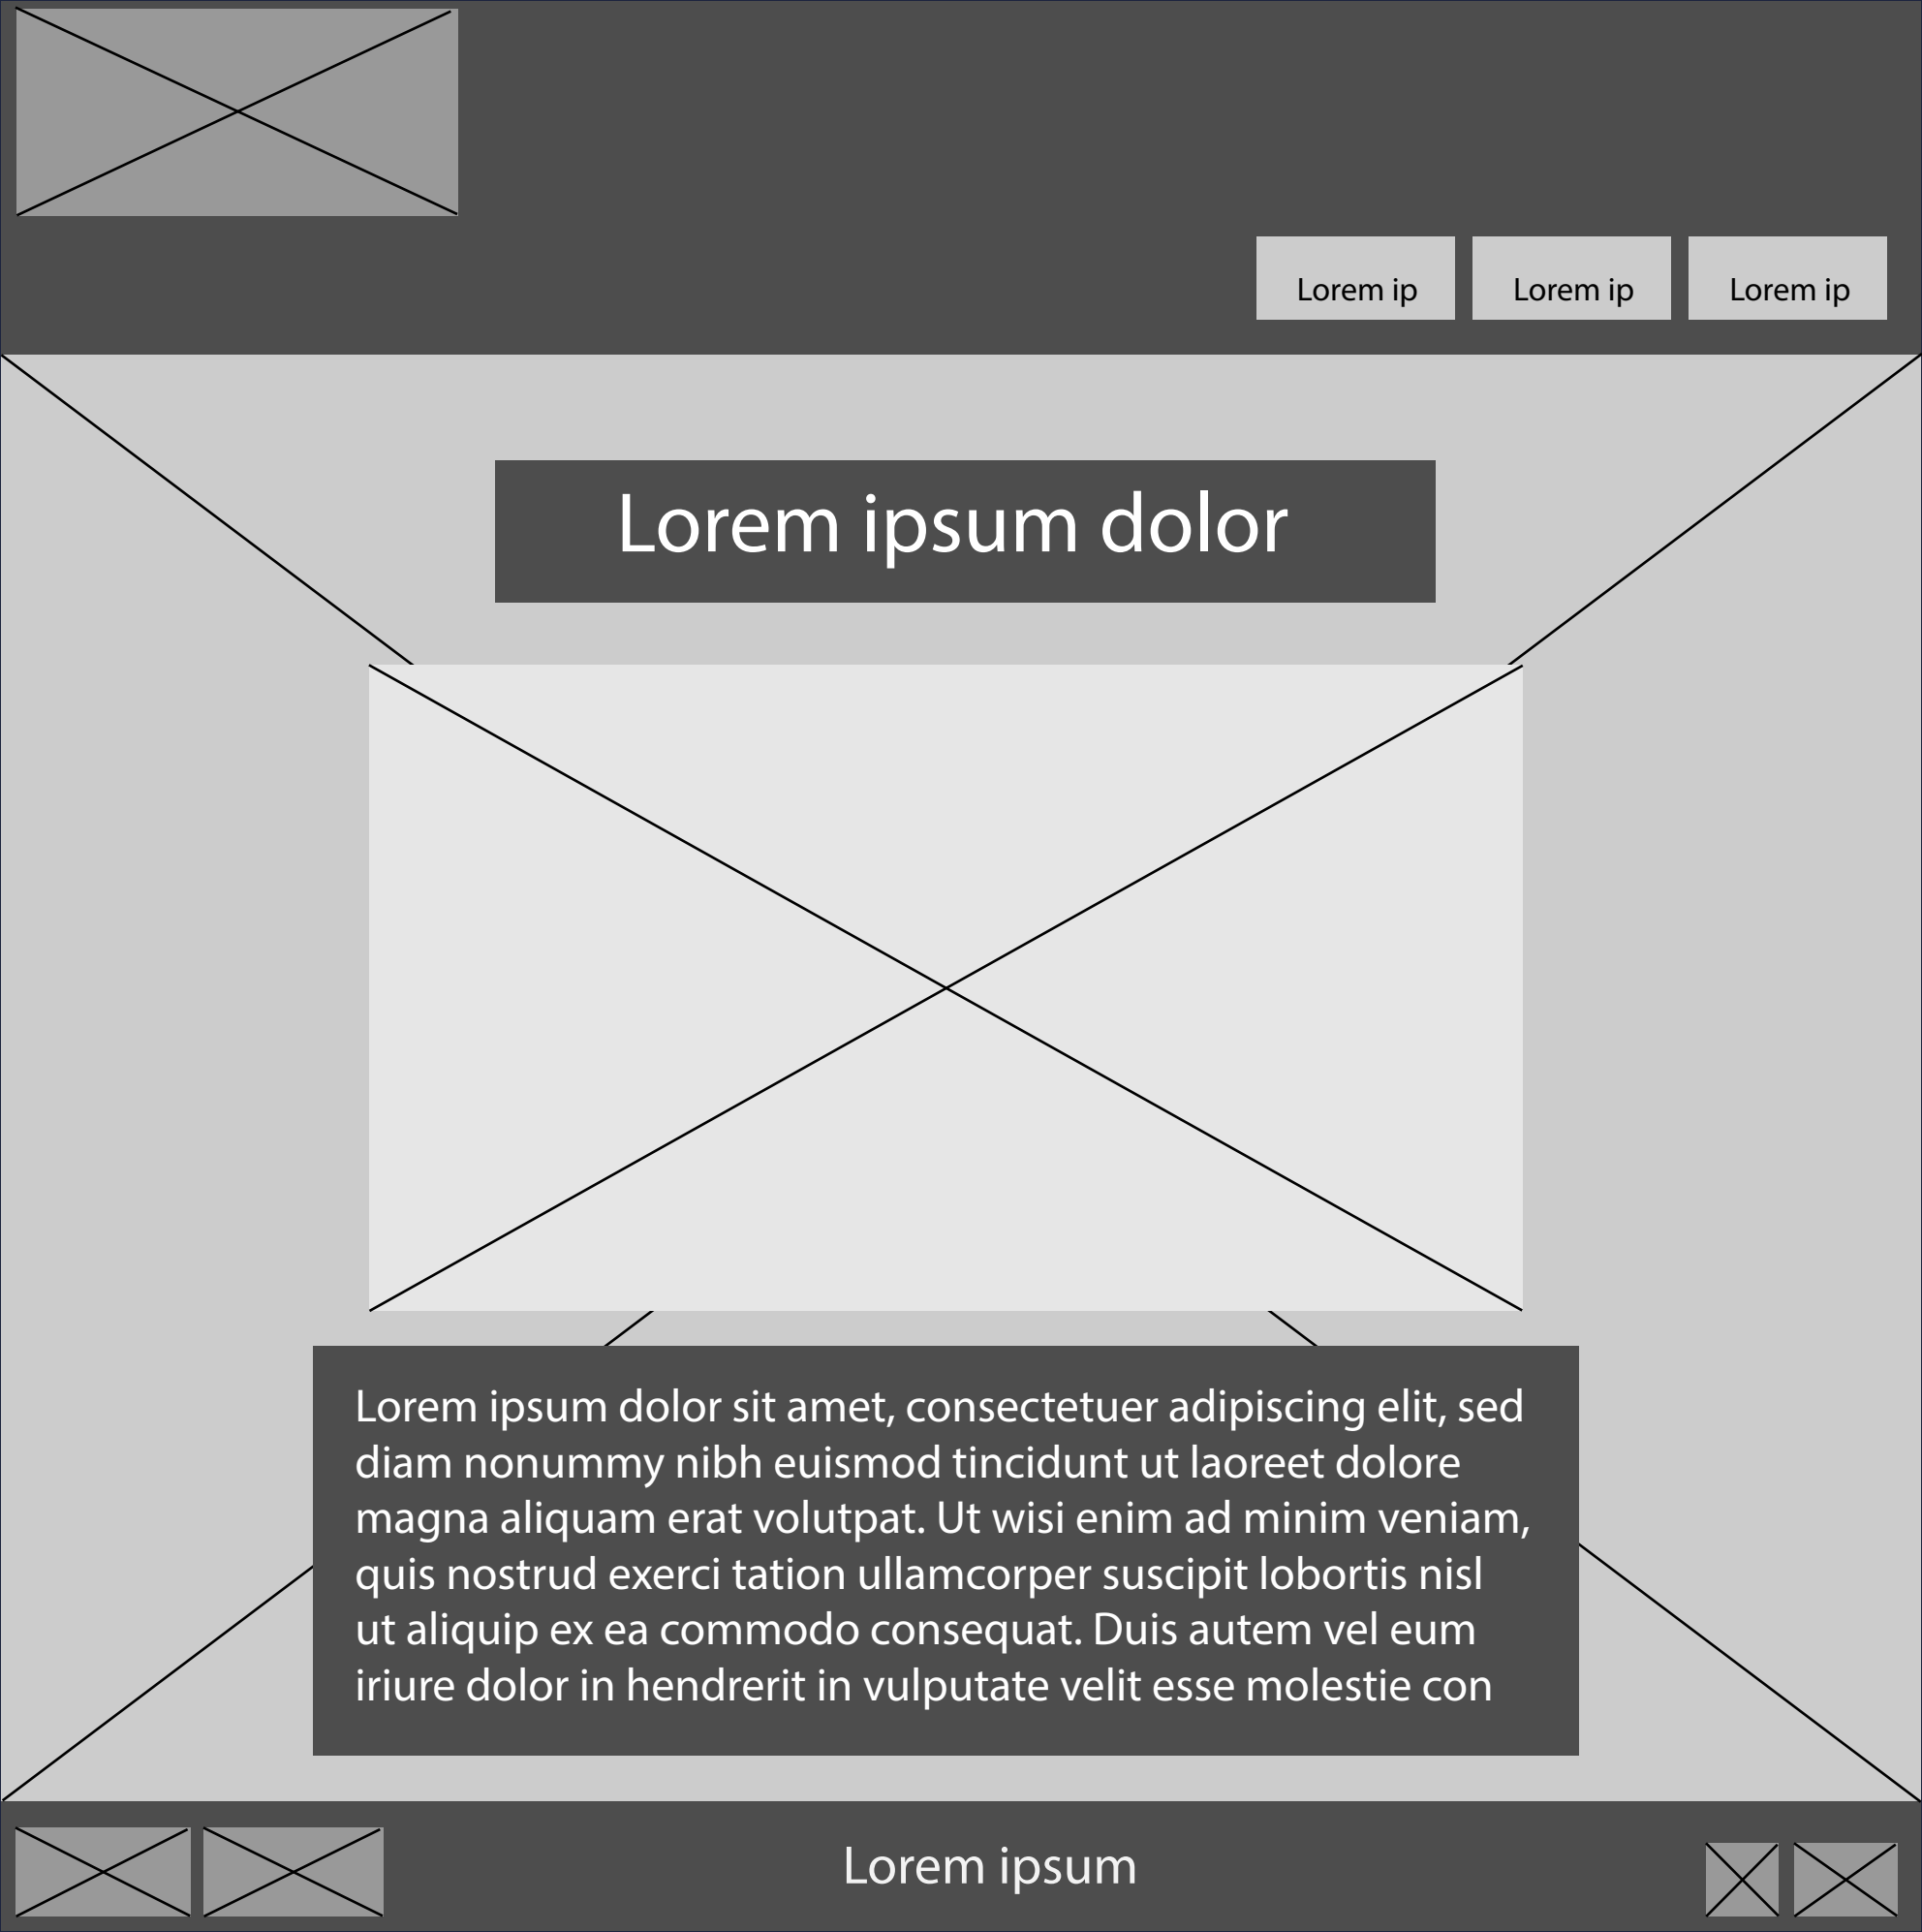 Lorem ip
Lorem ip
Lorem ip
Lorem ipsum dolor
Lorem ipsum dolor sit amet, consectetuer adipiscing elit, sed
diam nonummy nibh euismod tincidunt ut laoreet dolore
magna aliquam erat volutpat. Ut wisi enim ad minim veniam,
quis nostrud exerci tation ullamcorper suscipit lobortis nisl
ut aliquip ex ea commodo consequat. Duis autem vel eum
iriure dolor in hendrerit in vulputate velit esse molestie con
Lorem ipsum